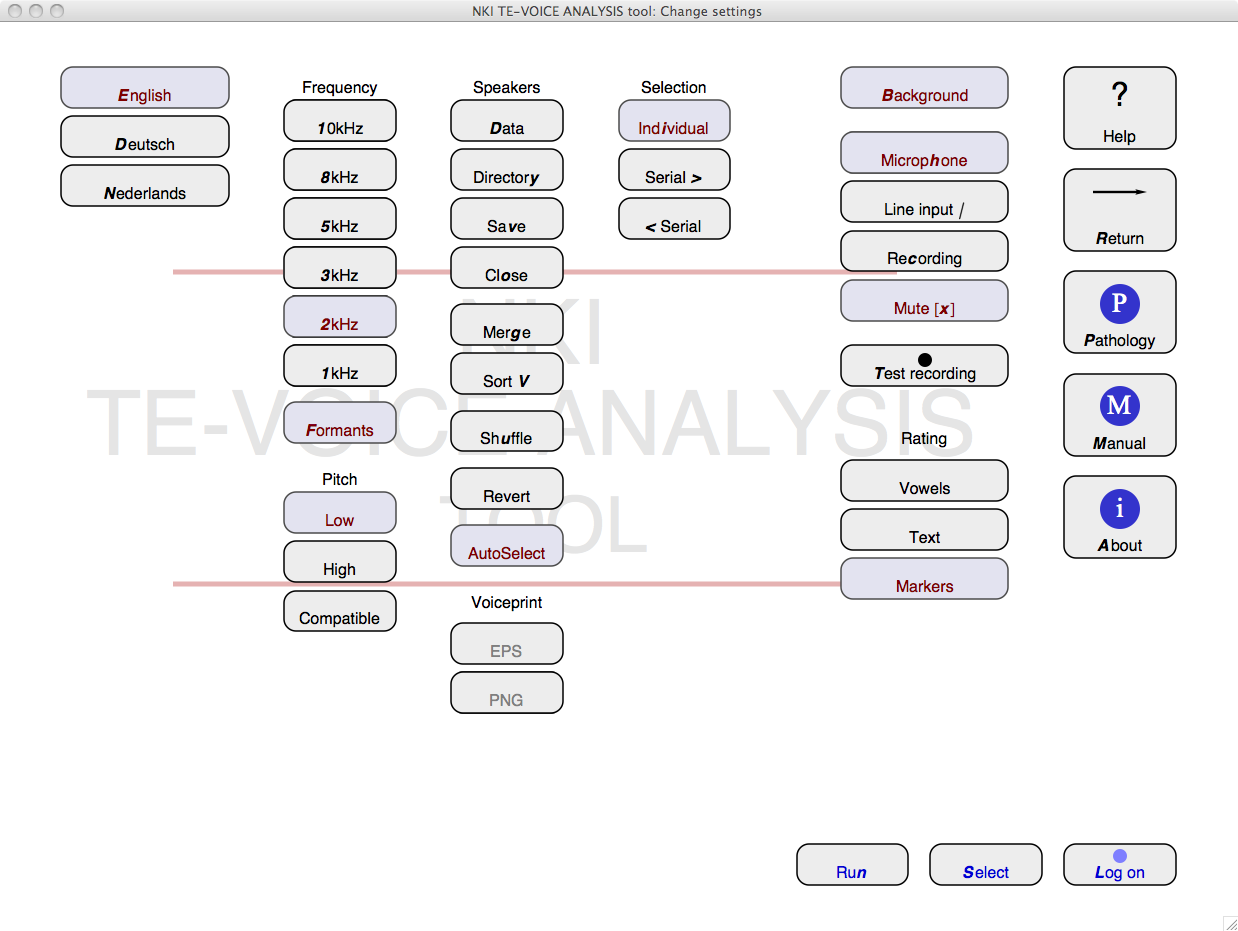 NKI TE-VOICE ANALYSIS tool: Change settings
English
Deutsch
Nederlands
Frequency
10kHz
8kHz
5kHz
3kHz
2kHz
1kHz
Formants
Pitch
Low
High
Compatible
Speakers
Data
Directory
Save
Close
Merge
Sort V
Shuffle
Revert
AutoSelect
Voiceprint
EPS
PNG
Selection
Individual
Serial >
< Serial
Background
Microphone
Line input /
Recording
Mute [x]
Test recording
Rating
Vowels
Text
Markers
?
Help
Return
P
Pathology
M
Manual
i
About
NKI
TE-VOICE ANALYSIS
TOOL
Run
Select
Log on